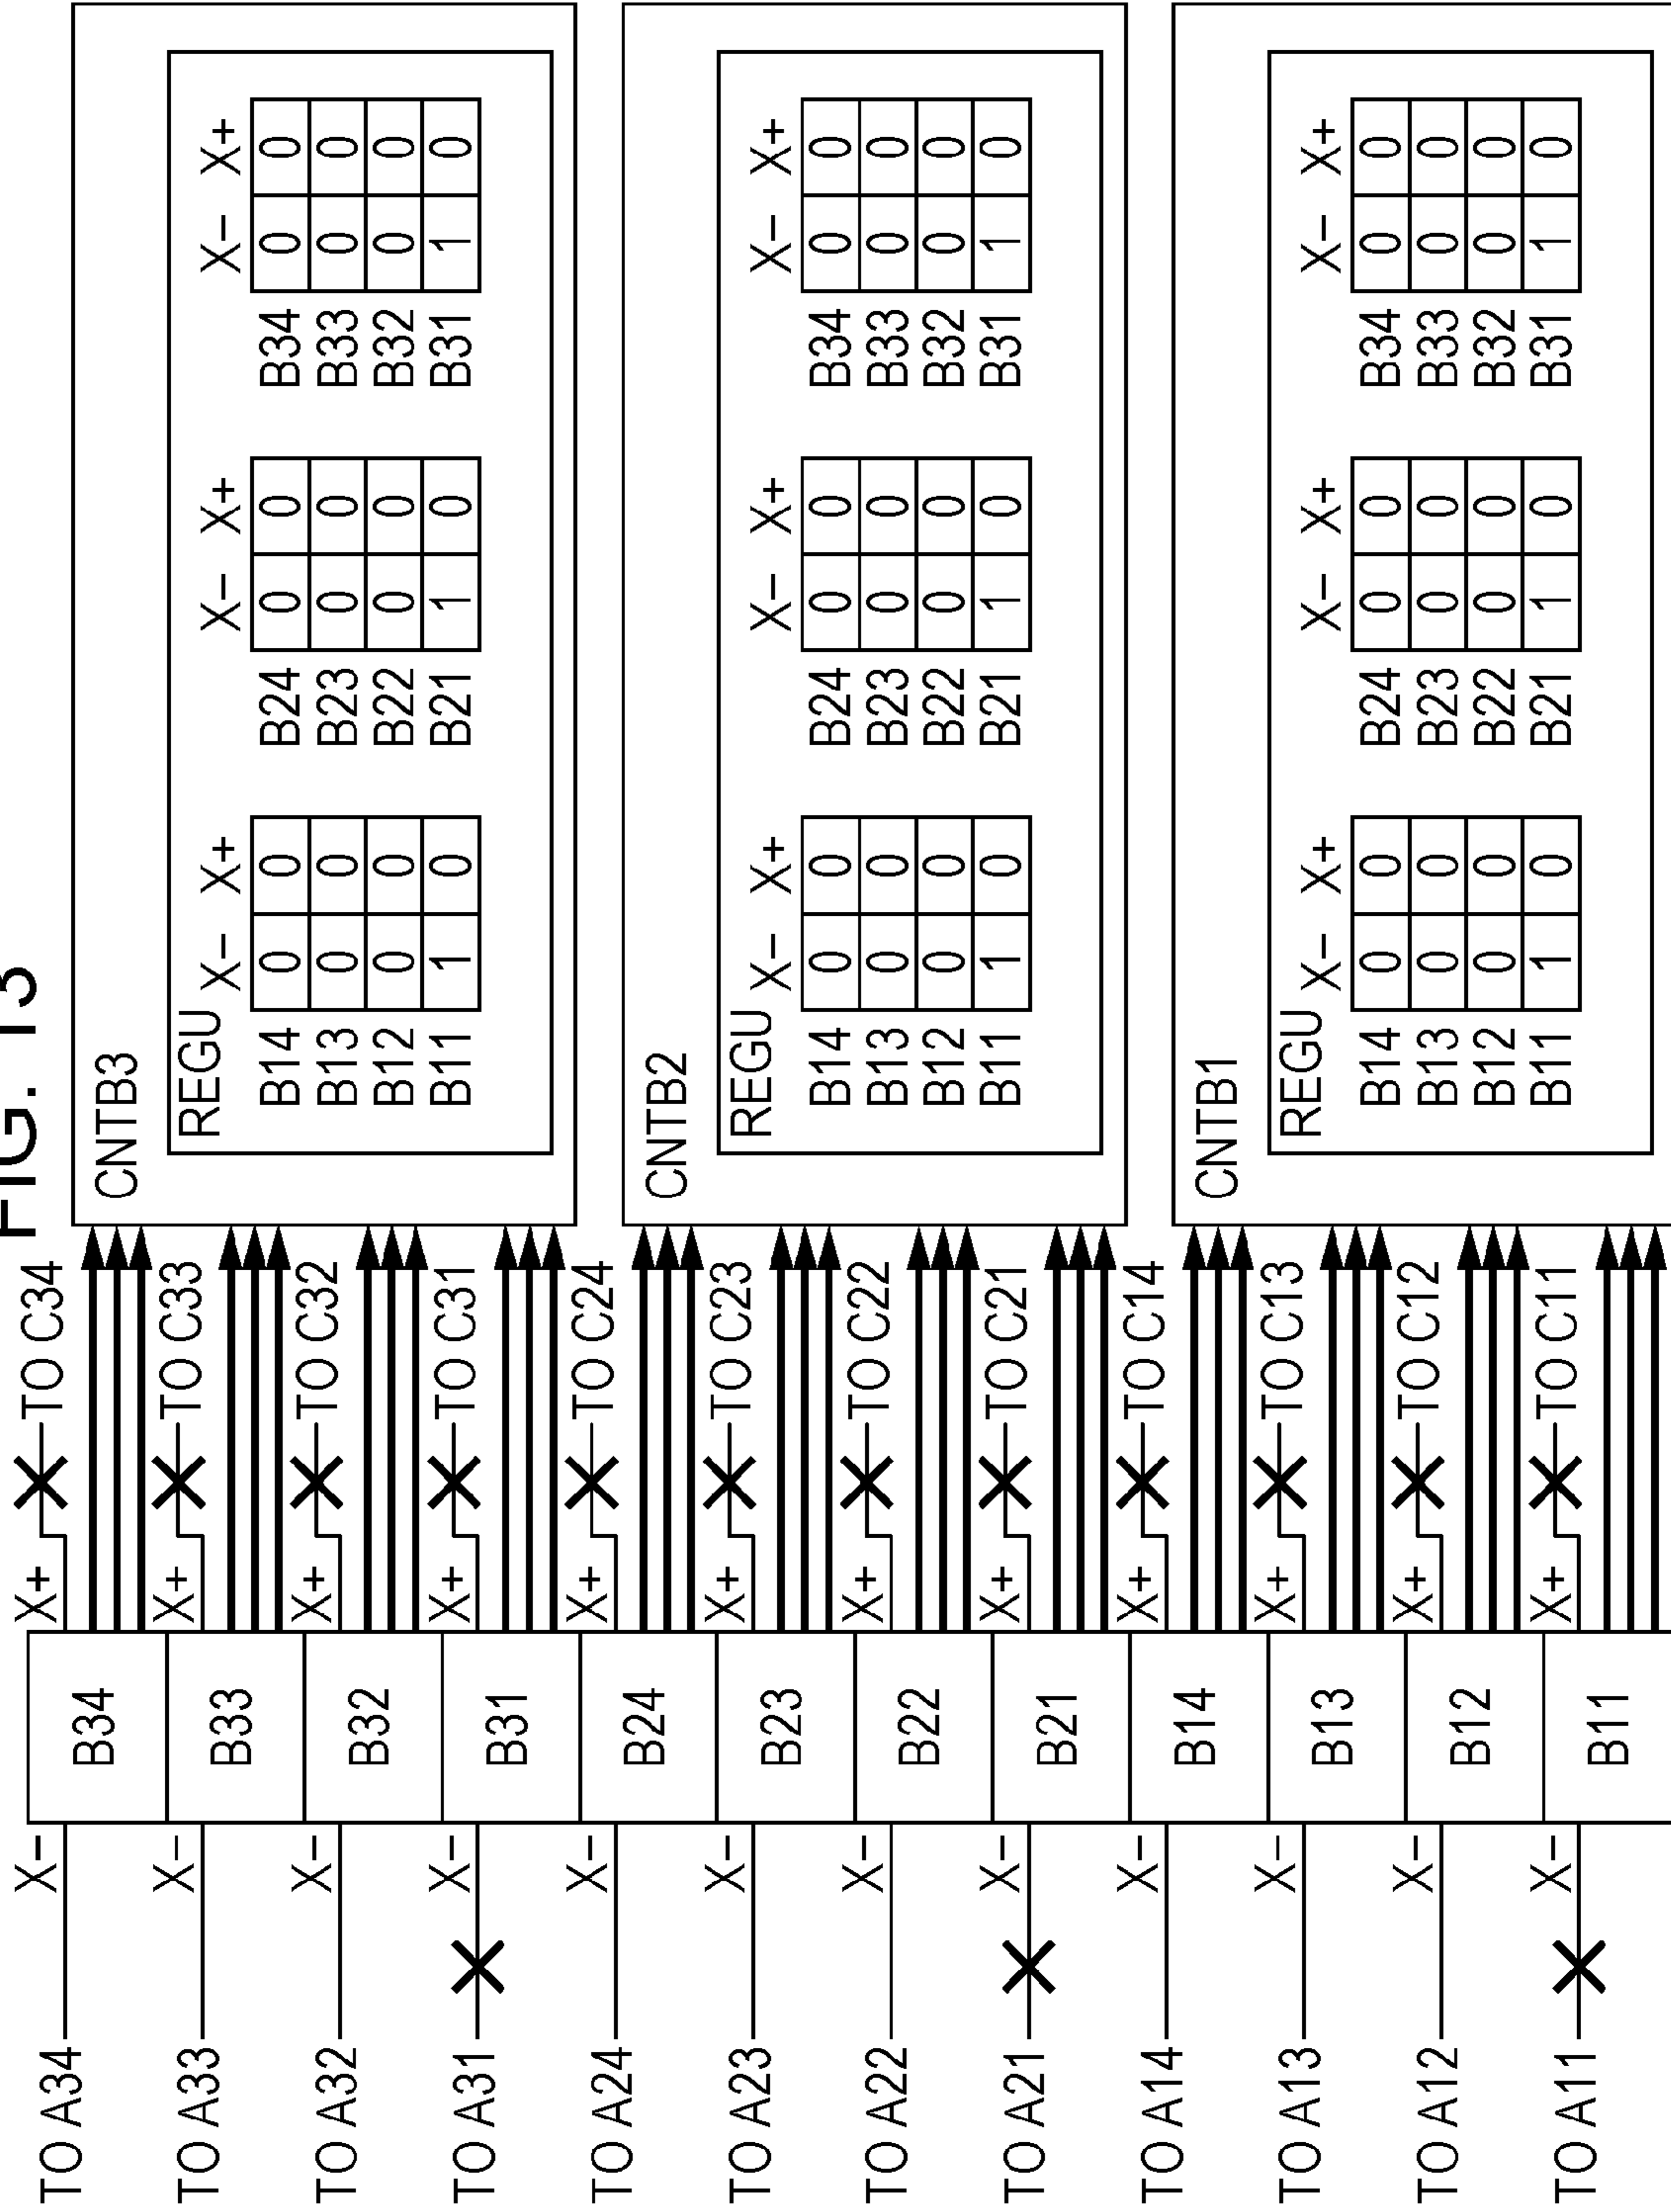 FIG.
TO A34 X- B34 X+ TO C34
TO A33 X- B33 X+ TO C33
TO A32 X- B32 X+ TO C32
TO A31 X- B31 X+ TO C31
TO A24 X- B24 X+ TO C24
TO A23 X- B23 X+ TO C23
TO A22 X- B22 X+ TO C22
TO A21 X- B21 X+ TO C21
TO A14 X- B14 X+ TO C14
TO A13 X- B13 X+ TO C13
TO A12 X- B12 X+ TO C12
TO A11 X- B11 X+ TO C11
CNTB3
REGU
X- X+ X- X+ X- X+
B14 0 0 B24 0 0 B34 0 0
B13 0 0 B23 0 0 B33 0 0
B12 0 0 B22 0 0 B32 0 0
B11 1 0 B21 1 0 B31 1 0
CNTB2
REGU
X- X+ X- X+ X- X+
B14 0 0 B24 0 0 B34 0 0
B13 0 0 B23 0 0 B33 0 0
B12 0 0 B22 0 0 B32 0 0
B11 1 0 B21 1 0 B31 1 0
CNTB1
REGU
X- X+ X- X+ X- X+
B14 0 0 B24 0 0 B34 0 0
B13 0 0 B23 0 0 B33 0 0
B12 0 0 B22 0 0 B32 0 0
B11 1 0 B21 1 0 B31 1 0